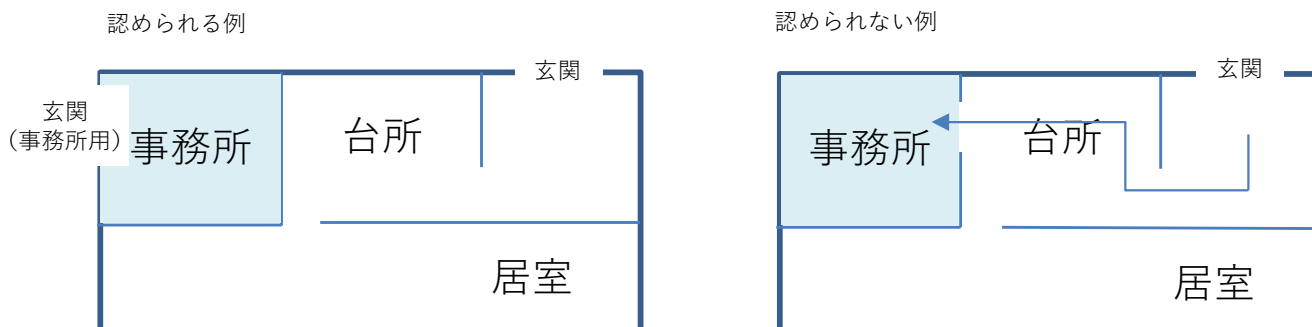 認められる例
玄関
玄関
(事務所用)
事務所
台所
居室
認められない例
玄関
事務所
台所
居室